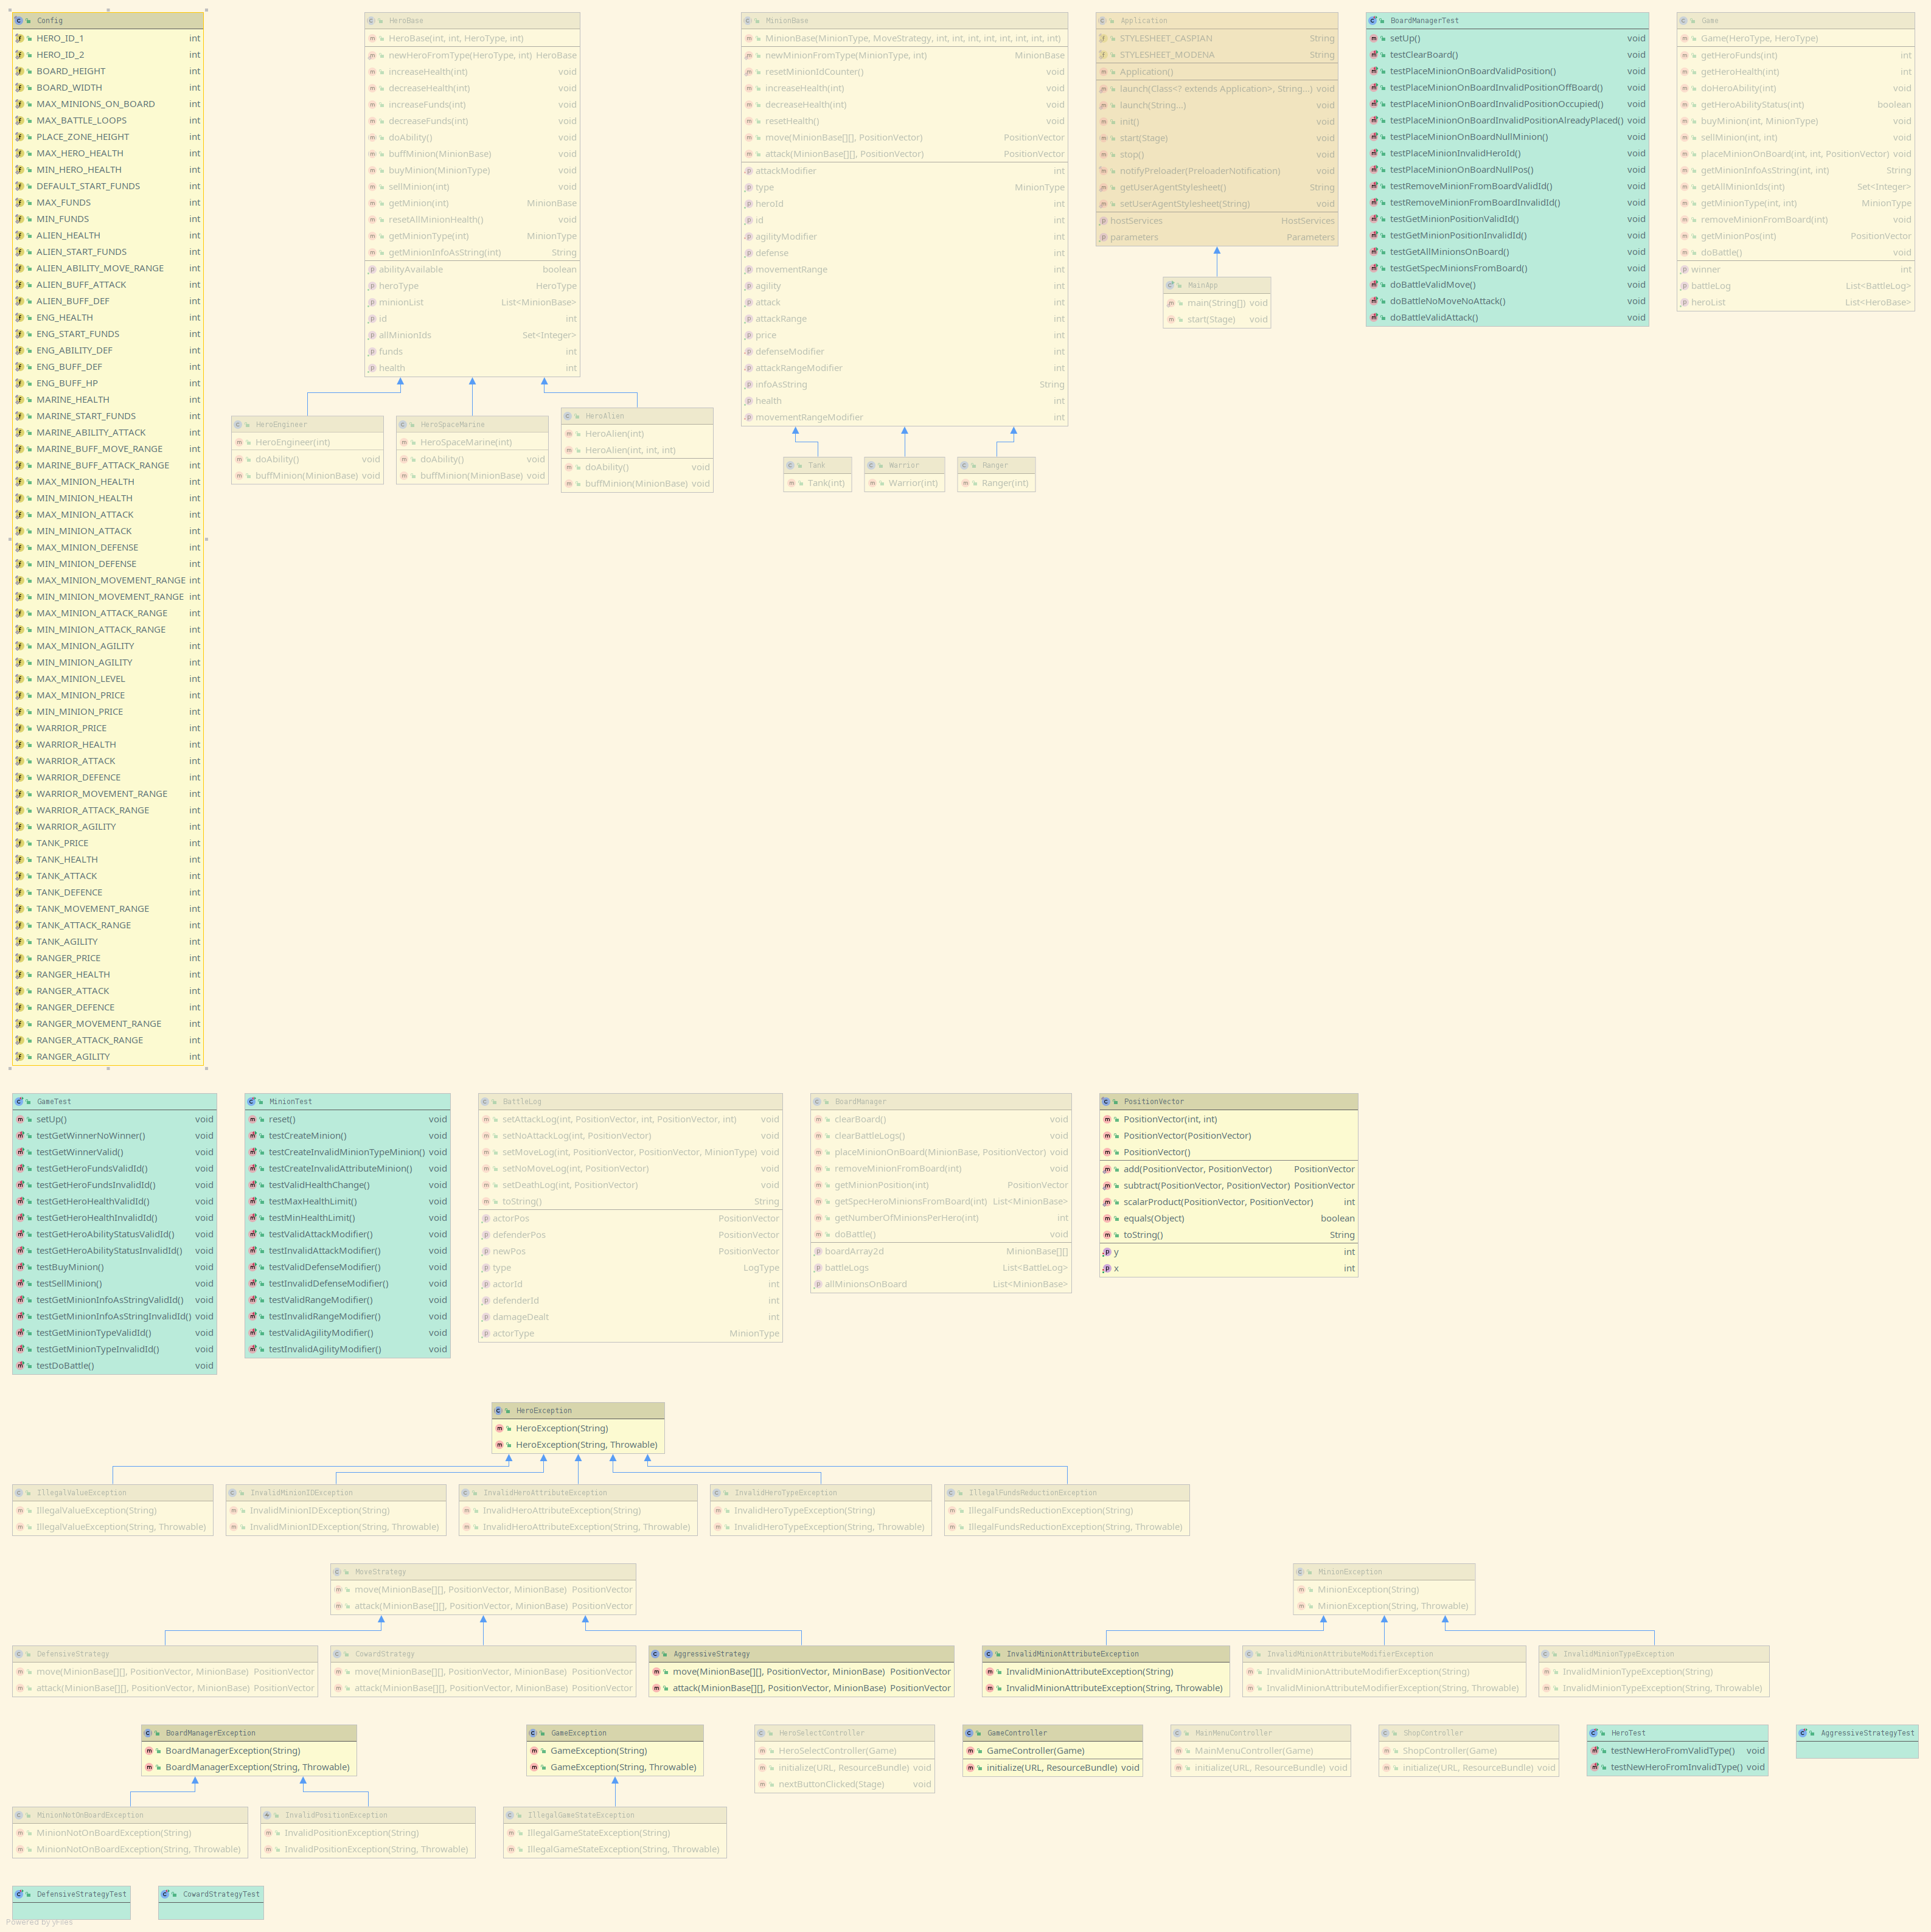 Config
HERO_ID_1 int
HERO_ID_2 int
BOARD_HEIGHT int
BOARD_WIDTH int
MAX_MINIONS_ON_BOARD int
MAX_BATTLE_LOOPS int
PLACE_ZONE_HEIGHT int
MAX_HERO_HEALTH int
MIN_HERO_HEALTH int
DEFAULT_START_FUNDS int
MAX_FUNDS int
MIN_FUNDS int
ALIEN_HEALTH int
ALIEN_START_FUNDS int
ALIEN_ABILITY_MOVE_RANGE int
ALIEN_BUFF_ATTACK int
ALIEN_BUFF_DEF int
ENG_HEALTH int
ENG_START_FUNDS int
ENG_ABILITY_DEF int
ENG_BUFF_DEF int
ENG_BUFF_HP int
MARINE_HEALTH int
MARINE_START_FUNDS int
MARINE_ABILITY_ATTACK int
MARINE_BUFF_MOVE_RANGE int
MARINE_BUFF_ATTACK_RANGE int
MAX_MINION_HEALTH int
MIN_MINION_HEALTH int
MAX_MINION_ATTACK int
MIN_MINION_ATTACK int
MAX_MINION_DEFENSE int
MIN_MINION_DEFENSE int
MAX_MINION_MOVEMENT_RANGE int
MIN_MINION_MOVEMENT_RANGE int
MAX_MINION_ATTACK_RANGE int
MIN_MINION_ATTACK_RANGE int
MAX_MINION_AGILITY int
MIN_MINION_AGILITY int
MAX_MINION_LEVEL int
MAX_MINION_PRICE int
MIN_MINION_PRICE int
WARRIOR_PRICE int
WARRIOR_HEALTH int
WARRIOR_ATTACK int
WARRIOR_DEFENCE int
WARRIOR_MOVEMENT_RANGE int
WARRIOR_ATTACK_RANGE int
WARRIOR_AGILITY int
TANK_PRICE int
TANK_HEALTH int
TANK_ATTACK int
TANK_DEFENCE int
TANK_MOVEMENT_RANGE int
TANK_ATTACK_RANGE int
TANK_AGILITY int
RANGER_PRICE int
RANGER_HEALTH int
RANGER_ATTACK int
RANGER_DEFENCE int
RANGER_MOVEMENT_RANGE int
RANGER_ATTACK_RANGE int
RANGER_AGILITY int
HeroBase
HeroBase(int, int, HeroType, int)
newHeroFromType(HeroType, int) HeroBase
increaseHealth(int) void
decreaseHealth(int) void
increaseFunds(int) void
decreaseFunds(int) void
doAbility() void
buffMinion(MinionBase) void
buyMinion(MinionType) void
sellMinion(int) void
getMinion(int) MinionBase
resetAllMinionHealth() void
getMinionType(int) MinionType
getMinionInfoAsString(int) String
abilityAvailable boolean
heroType HeroType
minionList List<MinionBase>
id int
allMinionIds Set<Integer>
funds int
health int
HeroEngineer
HeroEngineer(int)
doAbility() void
buffMinion(MinionBase) void
HeroSpaceMarine
HeroSpaceMarine(int)
doAbility() void
buffMinion(MinionBase) void
HeroAlien
HeroAlien(int)
HeroAlien(int, int, int)
doAbility() void
buffMinion(MinionBase) void
MinionBase
MinionBase(MinionType, MoveStrategy, int, int, int, int, int, int, int, int)
newMinionFromType(MinionType, int) MinionBase
resetMinionIdCounter() void
increaseHealth(int) void
decreaseHealth(int) void
resetHealth() void
move(MinionBase[][], PositionVector) PositionVector
attack(MinionBase[][], PositionVector) PositionVector
attackModifier int
type MinionType
heroId int
id int
agilityModifier int
defense int
movementRange int
agility int
attack int
attackRange int
price int
defenseModifier int
attackRangeModifier int
infoAsString String
health int
movementRangeModifier int
Tank
Tank(int)
Warrior
Warrior(int)
Ranger
Ranger(int)
Application
STYLESHEET_CASPIAN String
STYLESHEET_MODENA String
Application()
launch(Class<? extends Application>, String...) void
launch(String...) void
init() void
start(Stage) void
stop() void
notifyPreloader(PreloaderNotification) void
getUserAgentStylesheet() String
setUserAgentStylesheet(String) void
hostServices HostServices
parameters Parameters
MainApp
main(String[]) void
start(Stage) void
BoardManagerTest
setUp() void
testClearBoard() void
testPlaceMinionOnBoardValidPosition() void
testPlaceMinionOnBoardInvalidPositionOffBoard() void
testPlaceMinionOnBoardInvalidPositionOccupied() void
testPlaceMinionOnBoardInvalidPositionAlreadyPlaced() void
testPlaceMinionOnBoardNullMinion() void
testPlaceMinionInvalidHeroId() void
testPlaceMinionOnBoardNullPos() void
testRemoveMinionFromBoardValidId() void
testRemoveMinionFromBoardInvalidId() void
testGetMinionPositionValidId() void
testGetMinionPositionInvalidId() void
testGetAllMinionsOnBoard() void
testGetSpecMinionsFromBoard() void
doBattleValidMove() void
doBattleNoMoveNoAttack() void
doBattleValidAttack() void
Game
Game(HeroType, HeroType)
getHeroFunds(int) int
getHeroHealth(int) int
doHeroAbility(int) void
getHeroAbilityStatus(int) boolean
buyMinion(int, MinionType) void
sellMinion(int, int) void
placeMinionOnBoard(int, int, PositionVector) void
getMinionInfoAsString(int, int) String
getAllMinionIds(int) Set<Integer>
getMinionType(int, int) MinionType
removeMinionFromBoard(int) void
getMinionPos(int) PositionVector
doBattle() void
winner int
battleLog List<BattleLog>
heroList List<HeroBase>
GameTest
setUp() void
testGetWinnerNoWinner() void
testGetWinnerValid() void
testGetHeroFundsValidId() void
testGetHeroFundsInvalidId() void
testGetHeroHealthValidId() void
testGetHeroHealthInvalidId() void
testGetHeroAbilityStatusValidId() void
testGetHeroAbilityStatusInvalidId() void
testBuyMinion() void
testSellMinion() void
testGetMinionInfoAsStringValidId() void
testGetMinionInfoAsStringInvalidId() void
testGetMinionTypeValidId() void
testGetMinionTypeInvalidId() void
testDoBattle() void
MinionTest
reset() void
testCreateMinion() void
testCreateInvalidMinionTypeMinion() void
testCreateInvalidAttributeMinion() void
testValidHealthChange() void
testMaxHealthLimit() void
testMinHealthLimit() void
testValidAttackModifier() void
testInvalidAttackModifier() void
testValidDefenseModifier() void
testInvalidDefenseModifier() void
testValidRangeModifier() void
testInvalidRangeModifier() void
testValidAgilityModifier() void
testInvalidAgilityModifier() void
BattleLog
setAttackLog(int, PositionVector, int, PositionVector, int) void
setNoAttackLog(int, PositionVector) void
setMoveLog(int, PositionVector, PositionVector, MinionType) void
setNoMoveLog(int, PositionVector) void
setDeathLog(int, PositionVector) void
toString() String
actorPos PositionVector
defenderPos PositionVector
newPos PositionVector
type LogType
actorId int
defenderId int
damageDealt int
actorType MinionType
BoardManager
clearBoard() void
clearBattleLogs() void
placeMinionOnBoard(MinionBase, PositionVector) void
removeMinionFromBoard(int) void
getMinionPosition(int) PositionVector
getSpecHeroMinionsFromBoard(int) List<MinionBase>
getNumberOfMinionsPerHero(int) int
doBattle() void
boardArray2d MinionBase[][]
battleLogs List<BattleLog>
allMinionsOnBoard List<MinionBase>
PositionVector
PositionVector(int, int)
PositionVector(PositionVector)
PositionVector()
add(PositionVector, PositionVector) PositionVector
subtract(PositionVector, PositionVector) PositionVector
scalarProduct(PositionVector, PositionVector) int
equals(Object) boolean
toString() String
y int
x int
HeroException
HeroException(String)
HeroException(String, Throwable)
IllegalValueException
IllegalValueException(String)
IllegalValueException(String, Throwable)
InvalidMinionIDException
InvalidMinionIDException(String)
InvalidMinionIDException(String, Throwable)
InvalidHeroAttributeException
InvalidHeroAttributeException(String)
InvalidHeroAttributeException(String, Throwable)
InvalidHeroTypeException
InvalidHeroTypeException(String)
InvalidHeroTypeException(String, Throwable)
IllegalFundsReductionException
IllegalFundsReductionException(String)
IllegalFundsReductionException(String, Throwable)
MoveStrategy
move(MinionBase[][], PositionVector, MinionBase) PositionVector
attack(MinionBase[][], PositionVector, MinionBase) PositionVector
DefensiveStrategy
move(MinionBase[][], PositionVector, MinionBase) PositionVector
attack(MinionBase[][], PositionVector, MinionBase) PositionVector
CowardStrategy
move(MinionBase[][], PositionVector, MinionBase) PositionVector
attack(MinionBase[][], PositionVector, MinionBase) PositionVector
AggressiveStrategy
move(MinionBase[][], PositionVector, MinionBase) PositionVector
attack(MinionBase[][], PositionVector, MinionBase) PositionVector
MinionException
MinionException(String)
MinionException(String, Throwable)
InvalidMinionAttributeException
InvalidMinionAttributeException(String)
InvalidMinionAttributeException(String, Throwable)
InvalidMinionAttributeModifierException
InvalidMinionAttributeModifierException(String)
InvalidMinionAttributeModifierException(String, Throwable)
InvalidMinionTypeException
InvalidMinionTypeException(String)
InvalidMinionTypeException(String, Throwable)
BoardManagerException
BoardManagerException(String)
BoardManagerException(String, Throwable)
MinionNotOnBoardException
MinionNotOnBoardException(String)
MinionNotOnBoardException(String, Throwable)
InvalidPositionException
InvalidPositionException(String)
InvalidPositionException(String, Throwable)
GameException
GameException(String)
GameException(String, Throwable)
IllegalGameStateException
IllegalGameStateException(String)
IllegalGameStateException(String, Throwable)
HeroSelectController
HeroSelectController(Game)
initialize(URL, ResourceBundle) void
nextButtonClicked(Stage) void
GameController
GameController(Game)
initialize(URL, ResourceBundle) void
MainMenuController
MainMenuController(Game)
initialize(URL, ResourceBundle) void
ShopController
ShopController(Game)
initialize(URL, ResourceBundle) void
HeroTest
testNewHeroFromValidType() void
testNewHeroFromInvalidType() void
AggressiveStrategyTest
DefensiveStrategyTest
CowardStrategyTest
Powered by yFiles